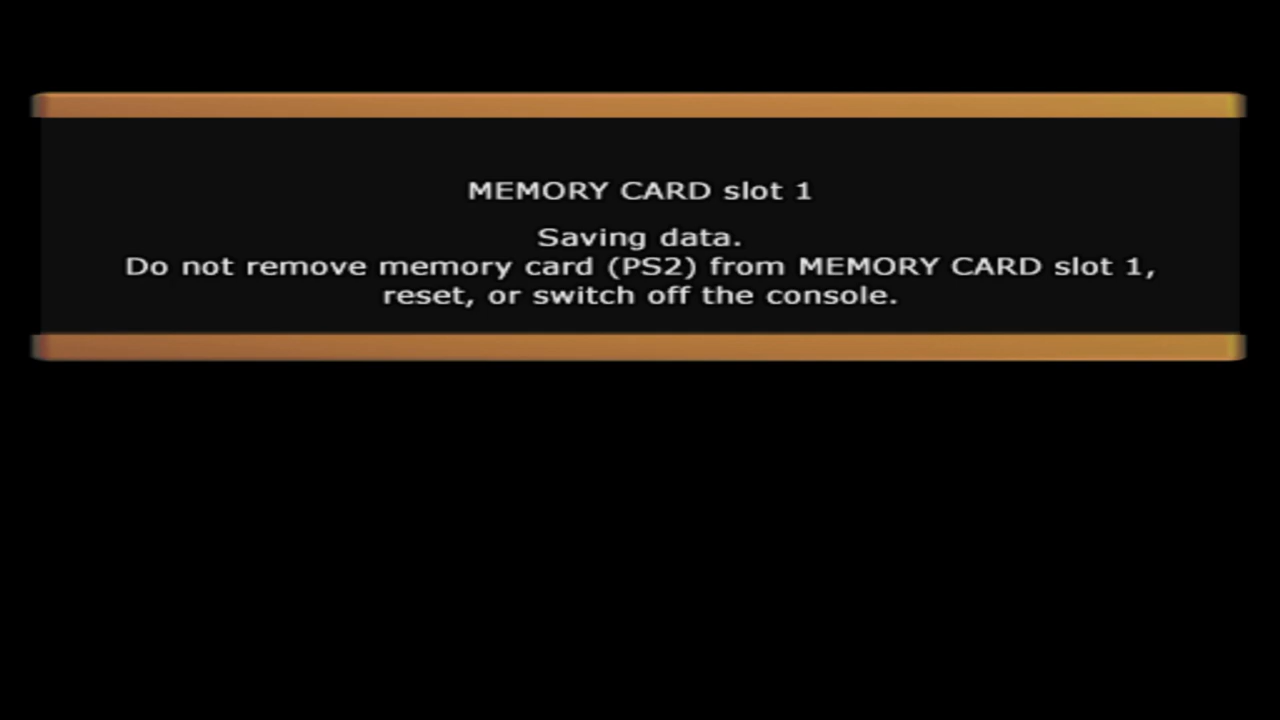 MEMORY CARD slot 1
Saving data.
Do not remove memory card (PS2) from MEMORY CARD slot 1,
reset, or switch off the console.